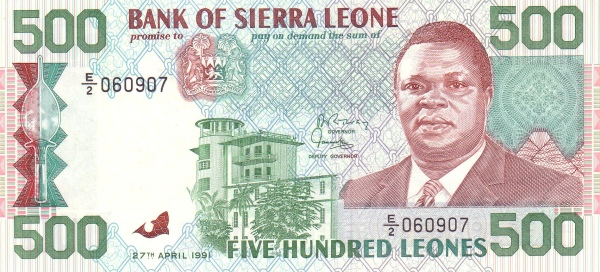 500 BANK OF SIERRA LEONE 500
promise to pay on demand the sum of
E/2 060907
GOVERNOR
DEPUTY GOVERNOR
E/2 060907
500 27TH APRIL 1991 FIVE HUNDRED LEONES 500